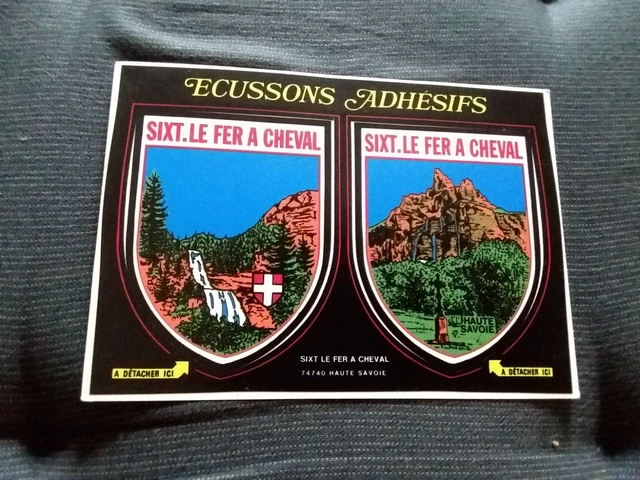 ECUSSONS ADHÉSIFS
SIXT.LE FER A CHEVAL
SIXT.LE FER A CHEVAL
HAUTE
SAVOIE
SIXT LE FER A CHEVAL
74740 HAUTE SAVOIE
A DÉTACHER ICI
A DÉTACHER ICI